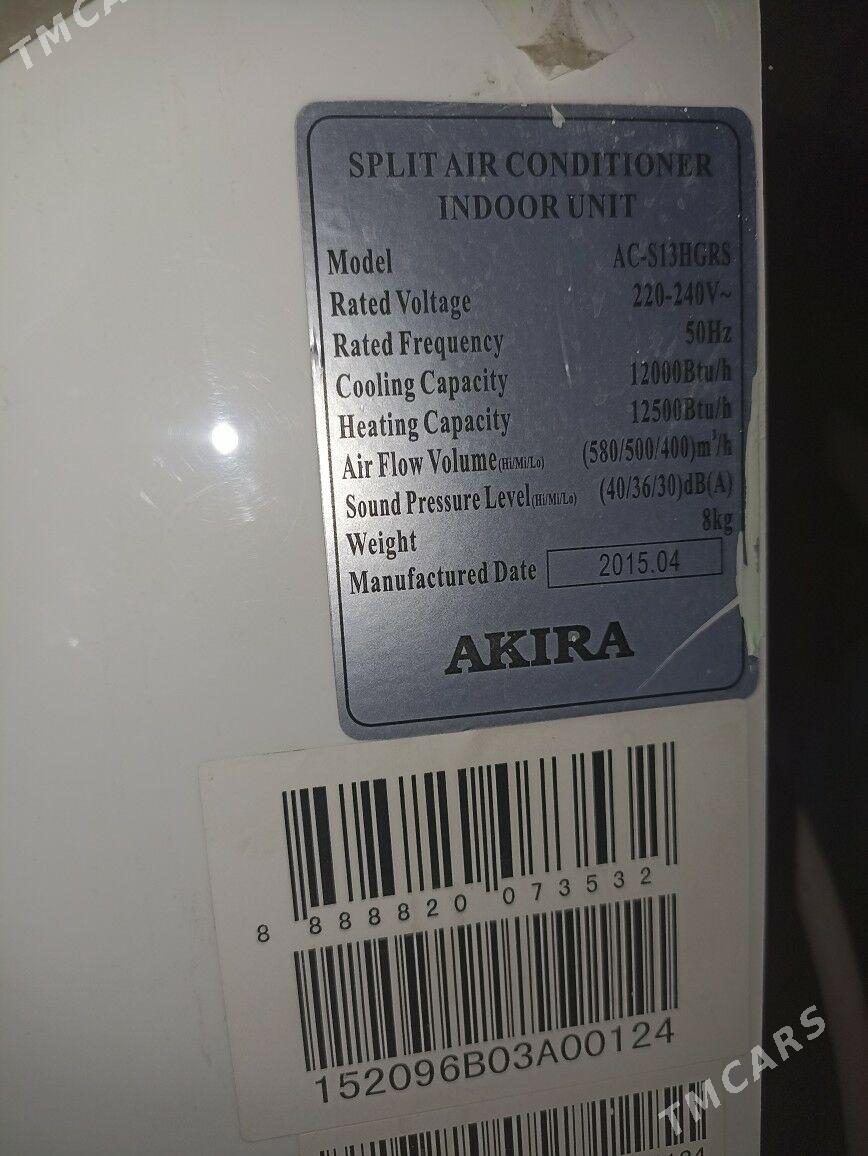 TMCARS
SPLIT AIR CONDITIONER
INDOOR UNIT
Model AC-S13HGRS
Rated Voltage 220-240V~
Rated Frequency 50Hz
Cooling Capacity 12000Btu/h
Heating Capacity 12500Btu/h
Air Flow Volume(Hi/Mi/Lo) (580/500/400)m³/h
Sound Pressure Level(Hi/Mi/Lo) (40/36/30)dB(A)
Weight 8kg
Manufactured Date 2015.04
AKIRA
8 888820 073532
152096B03A00124
TMCARS